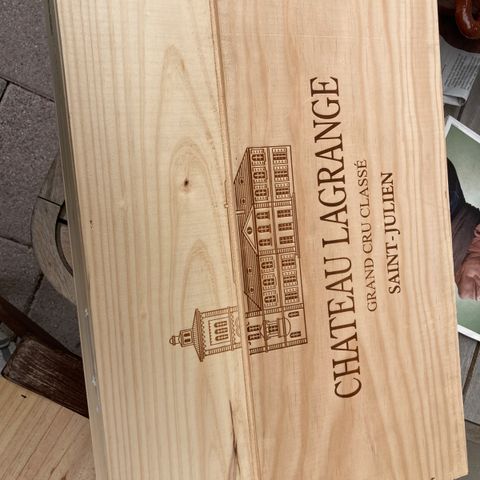 CHATEAU LAGRANGE
GRAND CRU CLASSÉ
SAINT-JULIEN